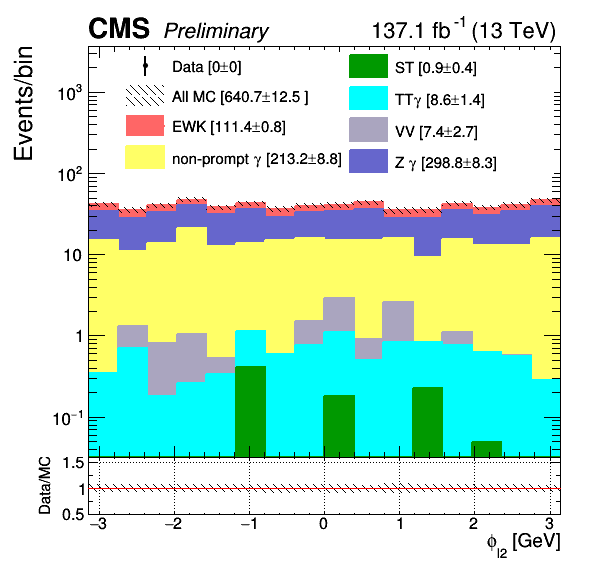 CMS Preliminary 137.1 fb⁻¹ (13 TeV)
Events/bin
Data [0±0]
All MC [640.7±12.5 ]
EWK [111.4±0.8]
non-prompt γ [213.2±8.8]
ST [0.9±0.4]
TTγ [8.6±1.4]
VV [7.4±2.7]
Z γ [298.8±8.3]
10³
10²
10
1
10⁻¹
Data/MC
1.5
1
0.5
−3 −2 −1 0 1 2 3
ϕ_l2 [GeV]